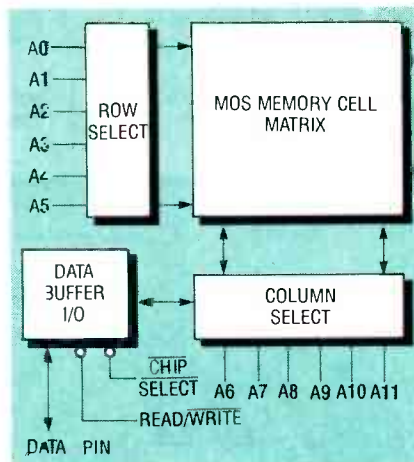 A0
A1
A2
A3
A4
A5
ROW
SELECT
MOS MEMORY CELL
MATRIX
DATA
BUFFER
I/O
COLUMN
SELECT
CHIP
SELECT
A6 A7 A8 A9 A10 A11
READ/WRITE
DATA PIN